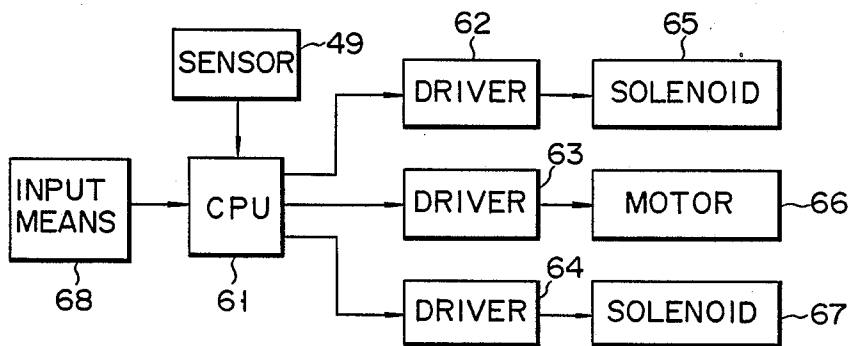 49
62
65
SENSOR
DRIVER
SOLENOID
63
INPUT
MEANS
CPU
DRIVER
MOTOR
66
68
61
64
DRIVER
SOLENOID
67